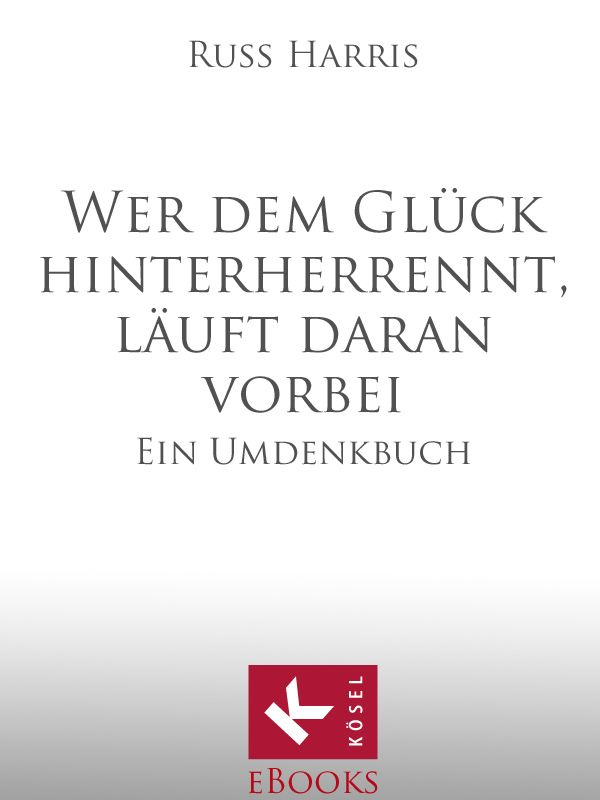 Russ Harris
Wer dem Glück
hinterherrennt,
läuft daran
vorbei
Ein Umdenkbuch
KÖSEL
eBooks